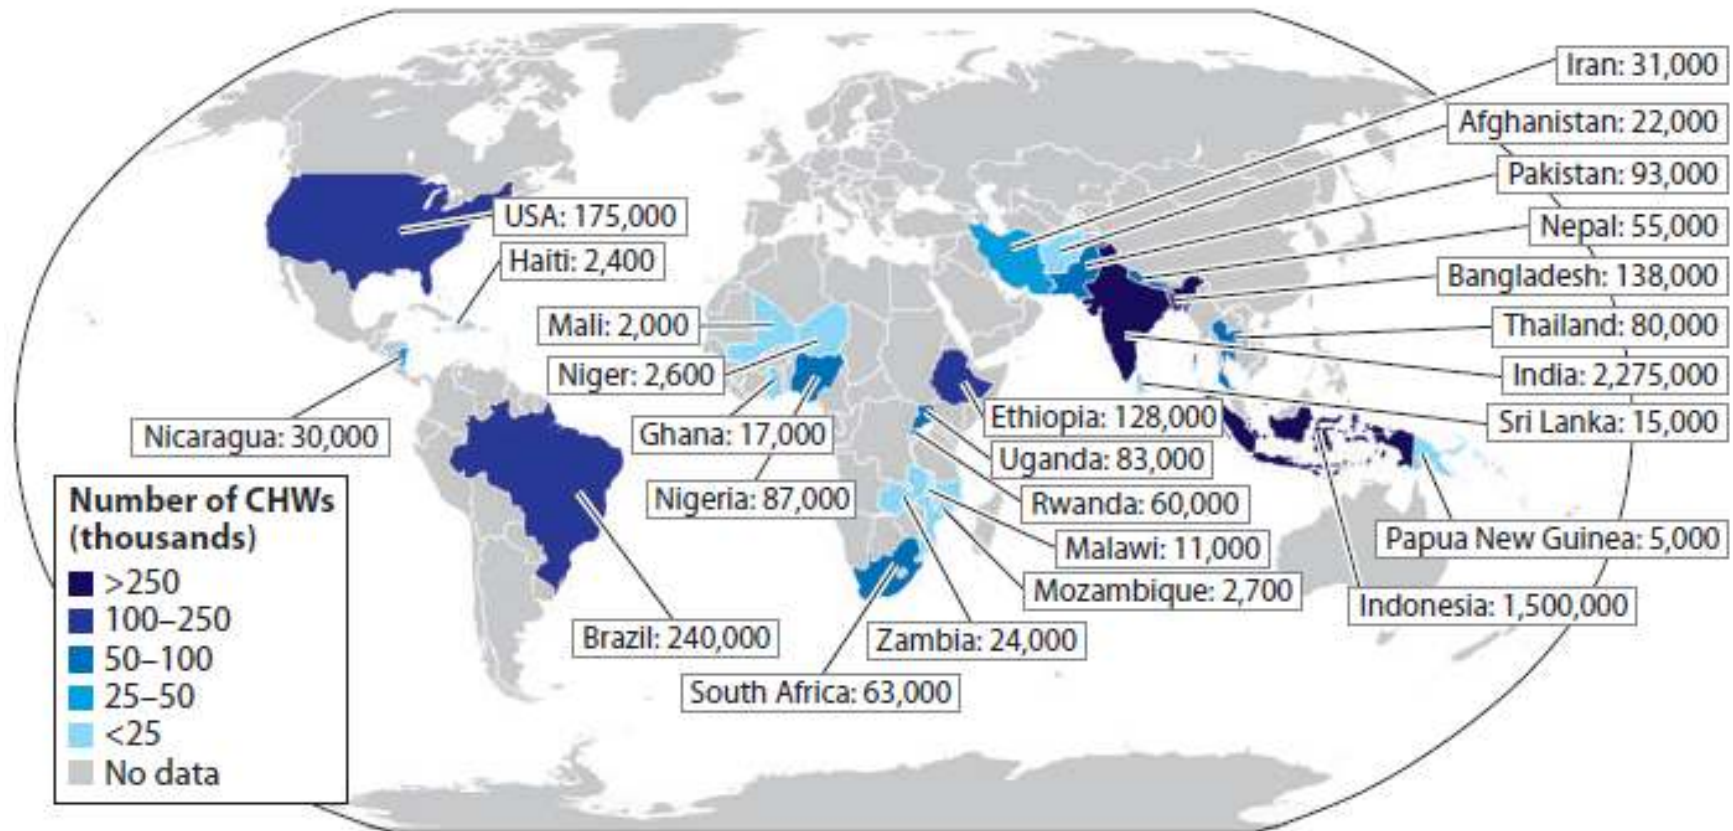 Iran: 31,000
Afghanistan: 22,000
Pakistan: 93,000
USA: 175,000
Nepal: 55,000
Haiti: 2,400
Bangladesh: 138,000
Mali: 2,000
Thailand: 80,000
Niger: 2,600
India: 2,275,000
Nicaragua: 30,000
Ghana: 17,000
Ethiopia: 128,000
Sri Lanka: 15,000
Uganda: 83,000
Nigeria: 87,000
Rwanda: 60,000
Malawi: 11,000
Papua New Guinea: 5,000
Mozambique: 2,700
Indonesia: 1,500,000
Brazil: 240,000
Zambia: 24,000
South Africa: 63,000
Number of CHWs
(thousands)
>250
100–250
50–100
25–50
<25
No data